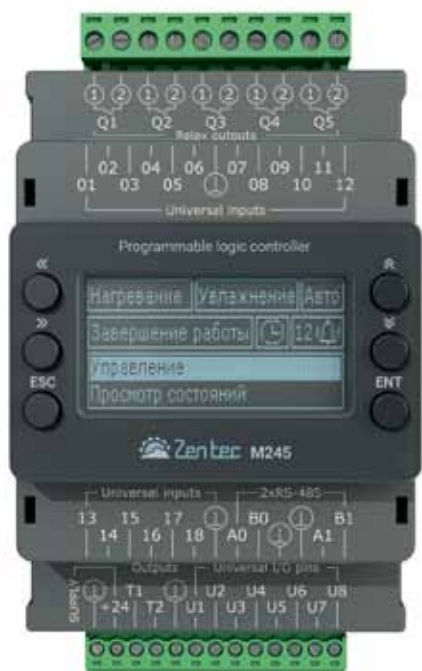 1 2 1 2 1 2 1 2 1 2
Q1 Q2 Q3 Q4 Q5
Relax outouts
02 04 06 07 09 11
01 03 05 08 10 12
Universal inputs
Programmable logic controller
« Нагревание Увлажнение Авто
» Завершение работы 12
ESC Управление ENT
Просмотр состояний
Zentec M245
Universal inputs 2xRS-485
13 15 17 B0 B1
14 16 18 A0 A1
SUPPLY Outputs Universal I/O pins
T1 U2 U4 U6 U8
+24 T2 U1 U3 U5 U7